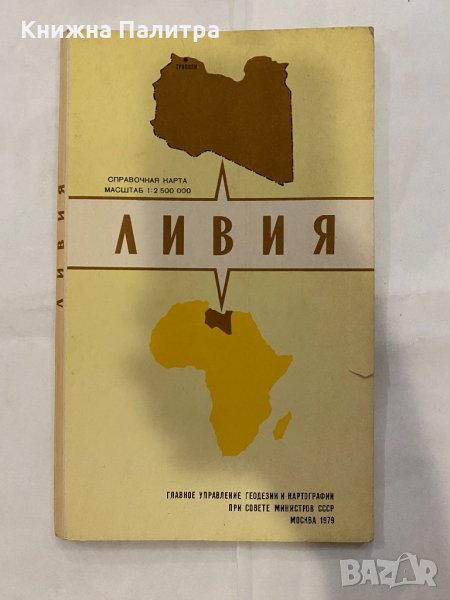 Книжна Палитра
ТРИПОЛИ
СПРАВОЧНАЯ КАРТА
МАСШТАБ 1:2 500 000
ЛИВИЯ
ЛИВИЯ
ГЛАВНОЕ УПРАВЛЕНИЕ ГЕОДЕЗИИ И КАРТОГРАФИИ
ПРИ СОВЕТЕ МИНИСТРОВ СССР
МОСКВА 1979
BAZAR